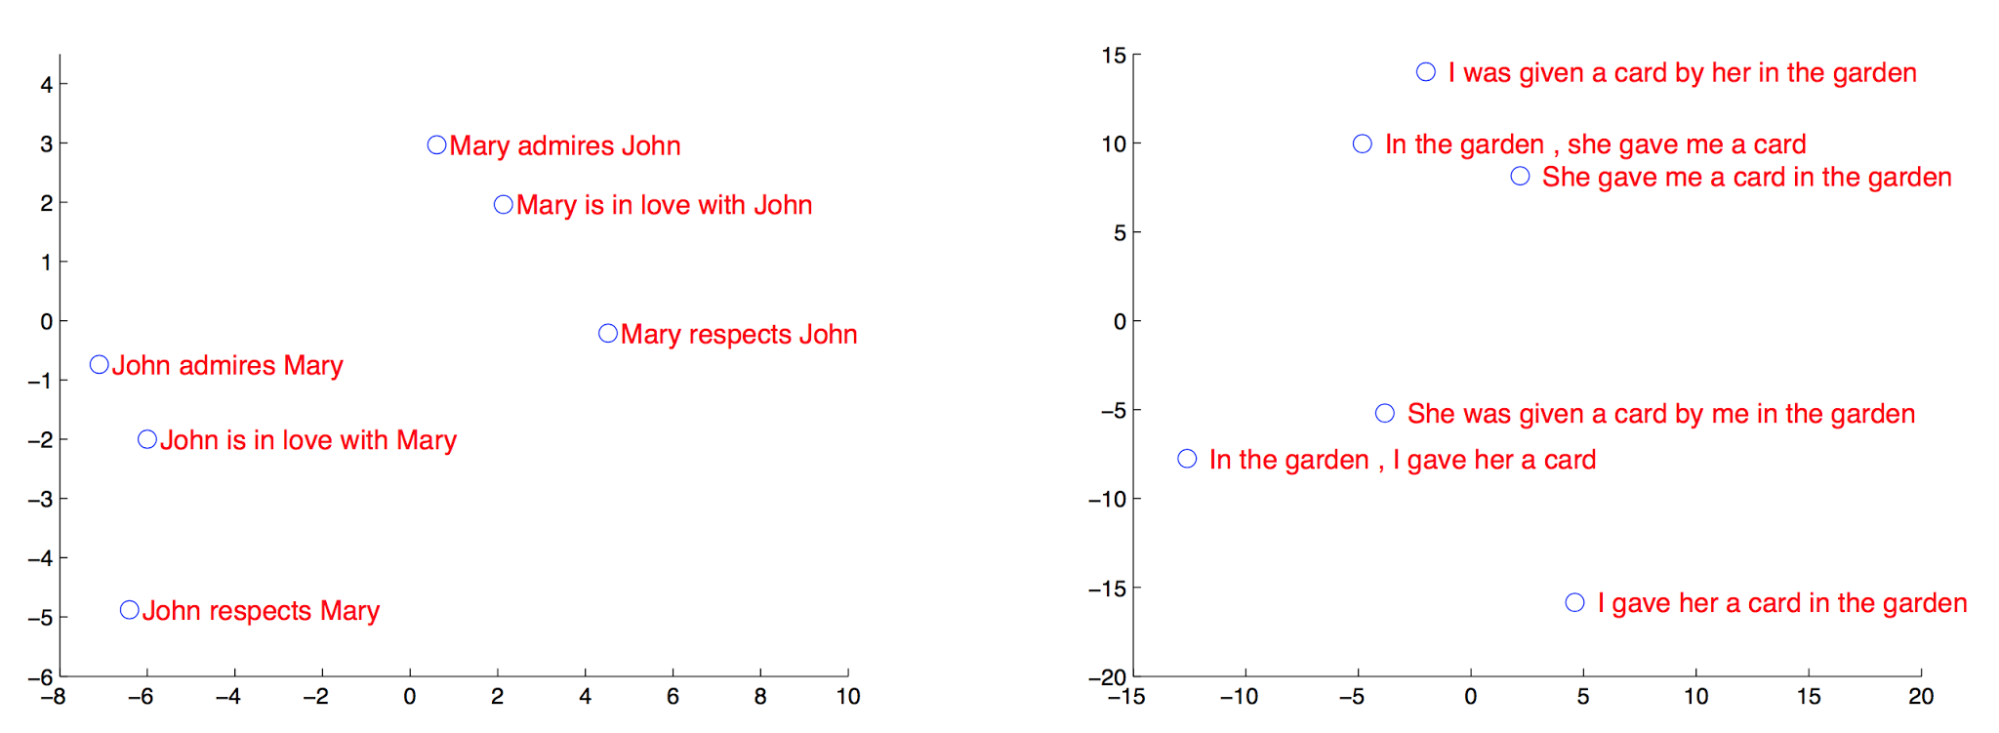 4
3
2
1
0
−1
−2
−3
−4
−5
−6
Mary admires John
Mary is in love with John
Mary respects John
John admires Mary
John is in love with Mary
John respects Mary
−8 −6 −4 −2 0 2 4 6 8 10
15
10
5
0
−5
−10
−15
−20
I was given a card by her in the garden
In the garden , she gave me a card
She gave me a card in the garden
She was given a card by me in the garden
In the garden , I gave her a card
I gave her a card in the garden
−15 −10 −5 0 5 10 15 20